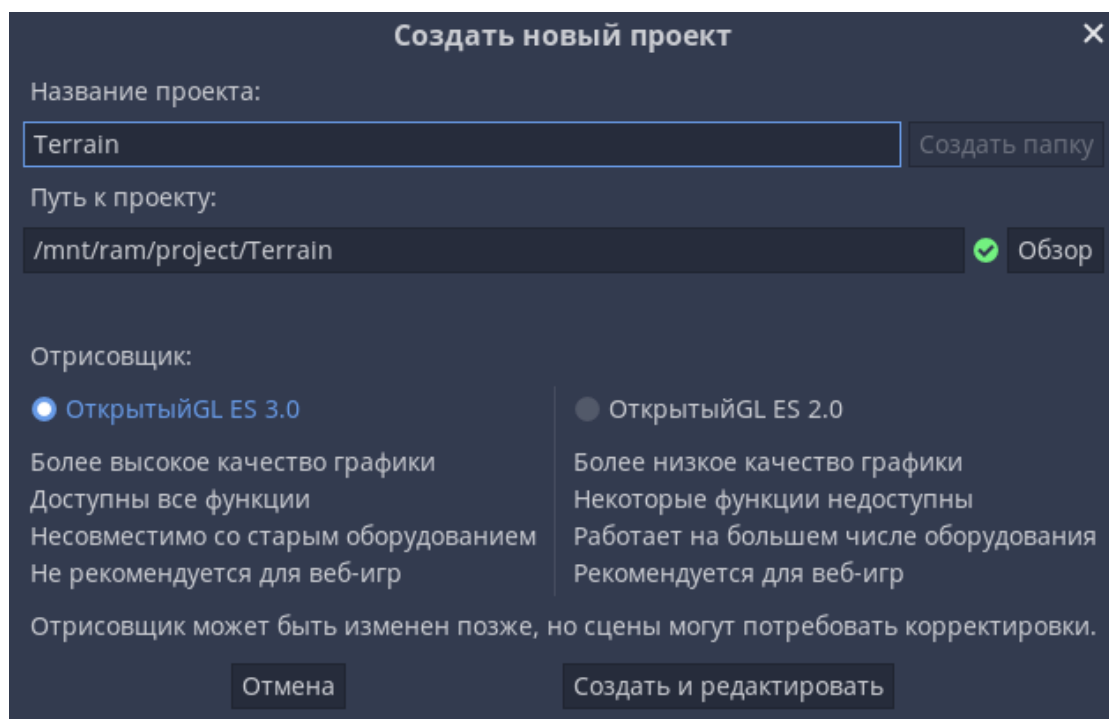 Создать новый проект
Название проекта:
Terrain
Создать папку
Путь к проекту:
/mnt/ram/project/Terrain
Обзор
Отрисовщик:
ОткрытыйGL ES 3.0
Более высокое качество графики
Доступны все функции
Несовместимо со старым оборудованием
Не рекомендуется для веб-игр
ОткрытыйGL ES 2.0
Более низкое качество графики
Некоторые функции недоступны
Работает на большем числе оборудования
Рекомендуется для веб-игр
Отрисовщик может быть изменен позже, но сцены могут потребовать корректировки.
Отмена
Создать и редактировать